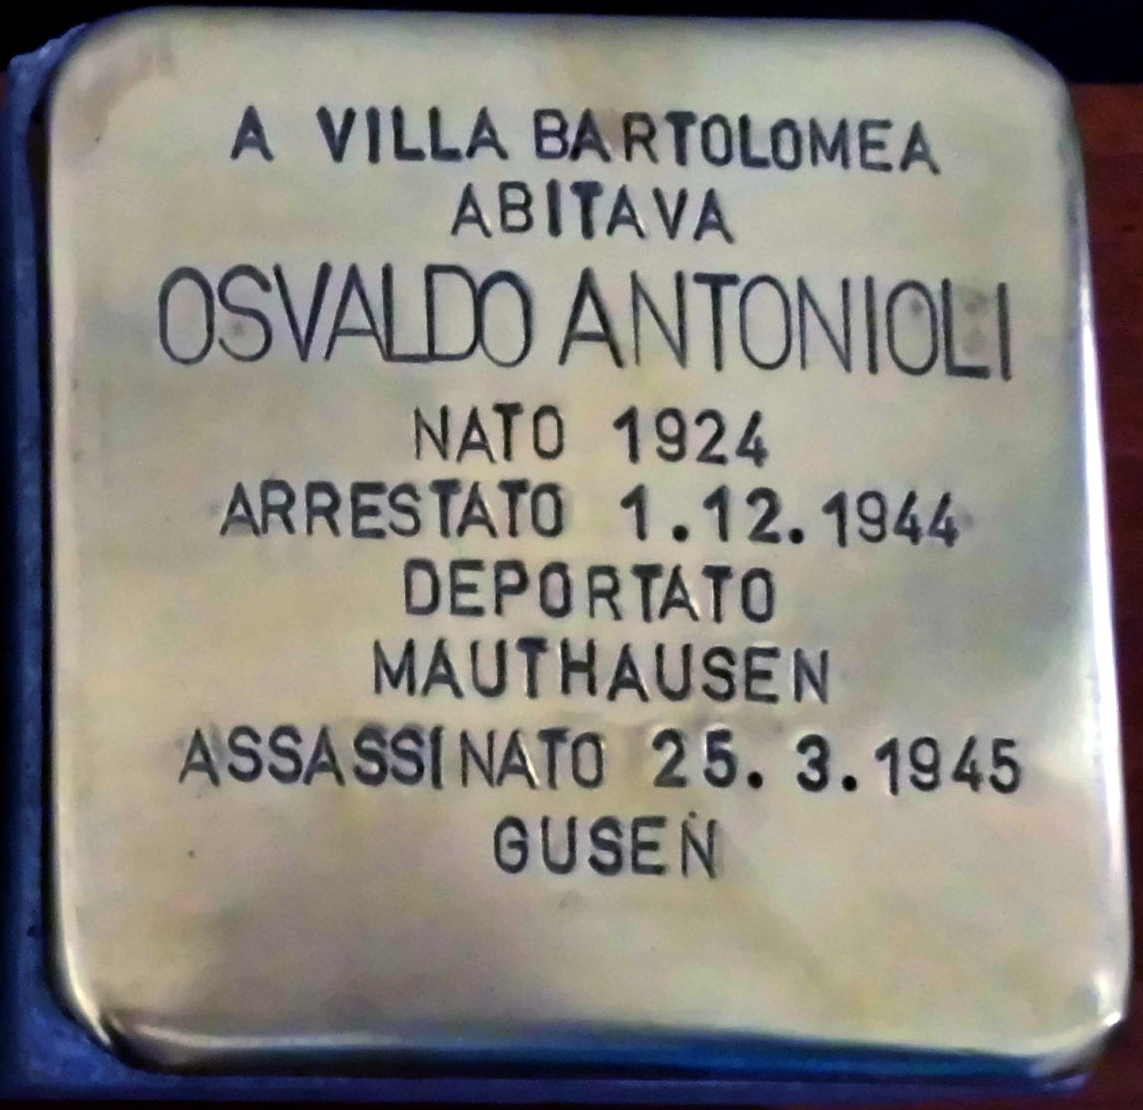 A VILLA BARTOLOMEA
ABITAVA
OSVALDO ANTONIOLI
NATO 1924
ARRESTATO 1.12.1944
DEPORTATO
MAUTHAUSEN
ASSASSINATO 25.3.1945
GUSEN